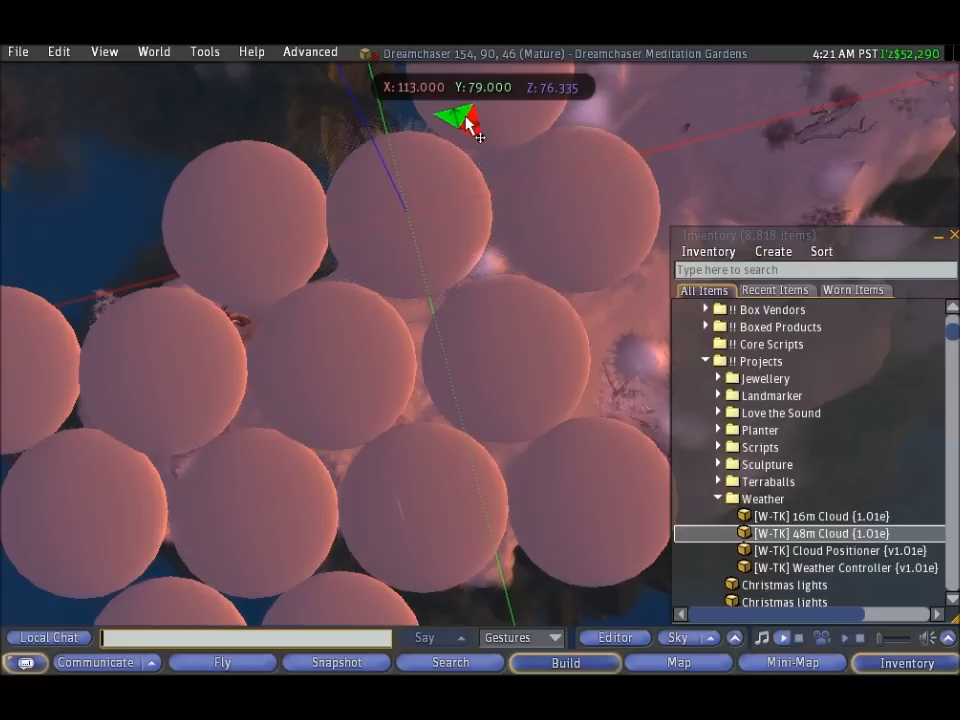 File Edit View World Tools Help Advanced Dreamchaser 154, 90, 46 (Mature) - Dreamchaser Meditation Gardens 4:21 AM PST
X: 113.000 Y: 79.000 Z: 76.335
Inventory (8,818 items)
Inventory Create Sort
Type here to search
All Items Recent Items Worn Items
!! Box Vendors
!! Boxed Products
!! Core Scripts
!! Projects
Jewellery
Landmarker
Love the Sound
Planter
Scripts
Sculpture
Terraballs
Weather
[W-TK] 16m Cloud {1.01e}
[W-TK] 48m Cloud {1.01e}
[W-TK] Cloud Positioner {v1.01e}
[W-TK] Weather Controller {v1.01e}
Christmas lights
Christmas lights
Local Chat Say Gestures Editor Sky
Communicate Fly Snapshot Search Build Map Mini-Map Inventory